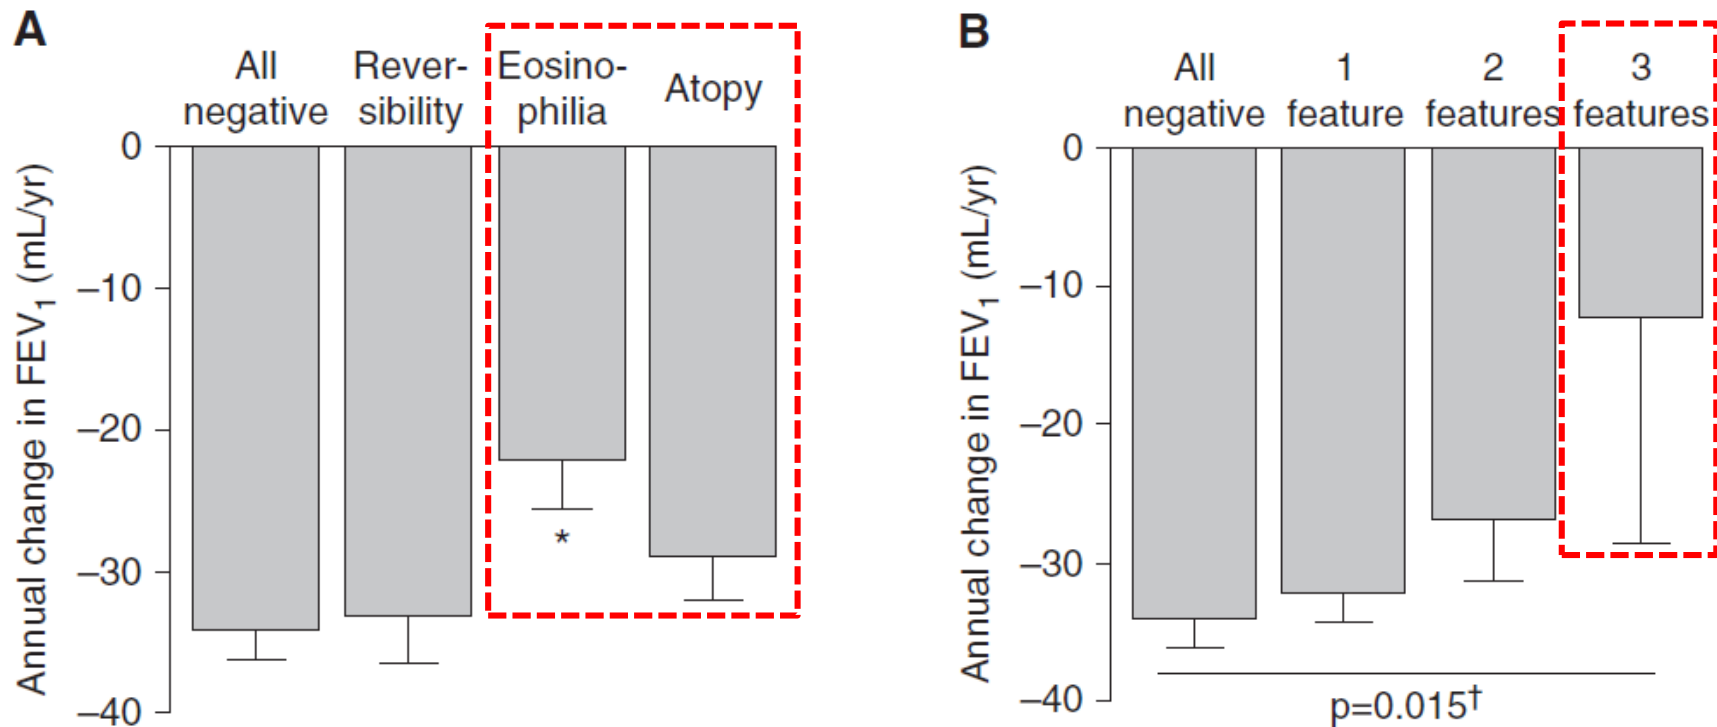 A
All
negative
Rever-
sibility
Eosino-
philia
Atopy
Annual change in FEV₁ (mL/yr)
0
–10
–20
–30
–40
*
B
All
negative
1
feature
2
features
3
features
Annual change in FEV₁ (mL/yr)
0
–10
–20
–30
–40
p=0.015†